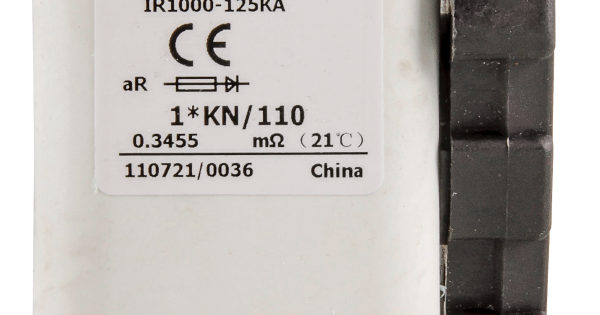 IR1000-125KA
CE
aR
1*KN/110
0.3455 mΩ （21℃）
110721/0036 China